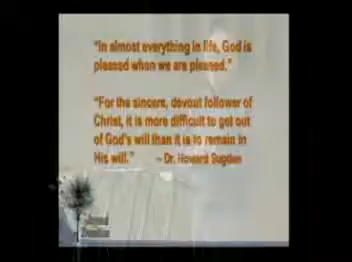 "In almost everything in life, God is
pleased when we are pleased."
"For the sincere, devout follower of
Christ, it is more difficult to get out
of God's will than it is to remain in
His will." ~ Dr. Howard Sugden